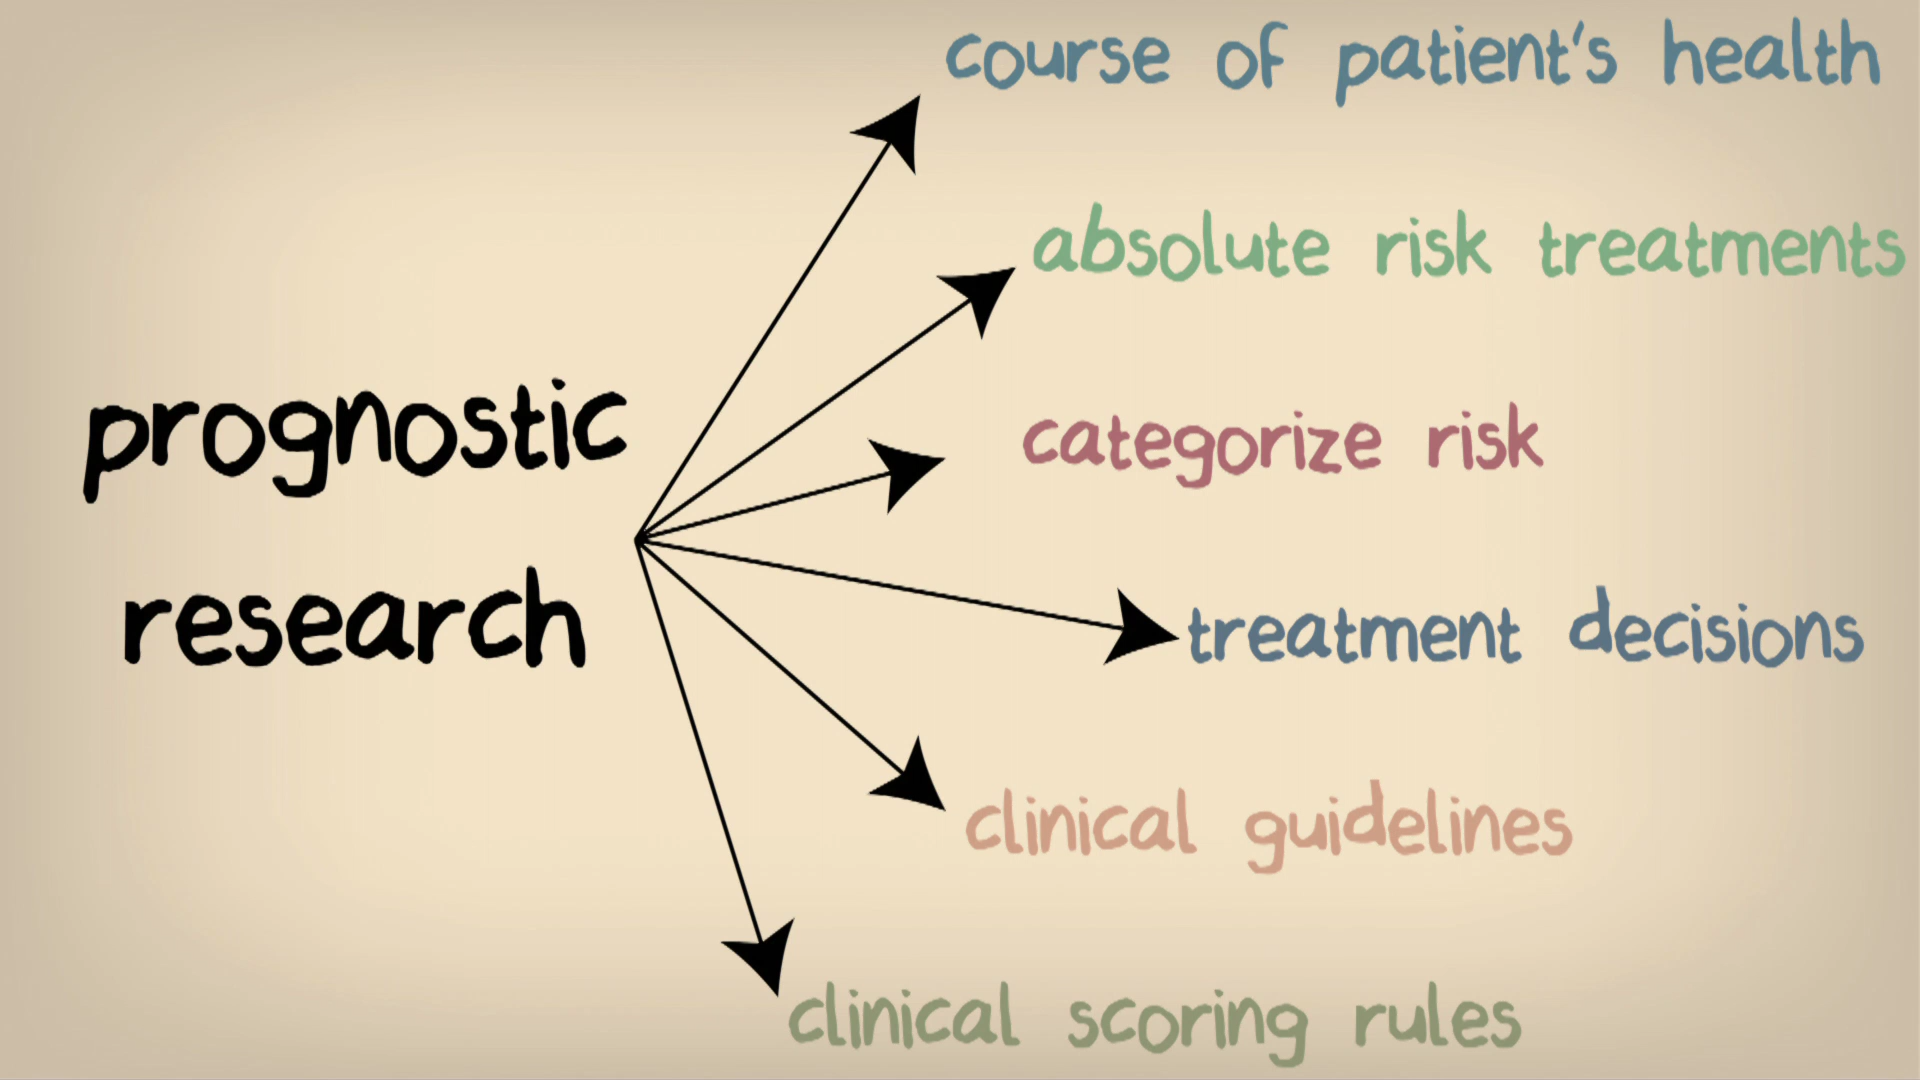 prognostic
research
course of patient's health
absolute risk treatments
categorize risk
treatment decisions
clinical guidelines
clinical scoring rules